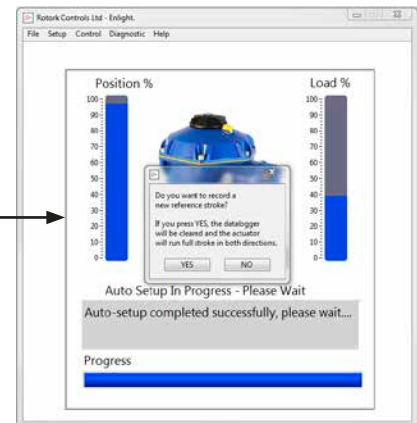 Rotork Controls Ltd - Enlight.
File Setup Control Diagnostic Help
Position %
Load %
100
90
80
70
60
50
40
30
20
10
0
100
90
80
70
60
50
40
30
20
10
0
Do you want to record a
new reference stroke?
If you press YES, the datalogger
will be cleared and the actuator
will run full stroke in both directions.
YES NO
Auto Setup In Progress - Please Wait
Auto-setup completed successfully, please wait....
Progress